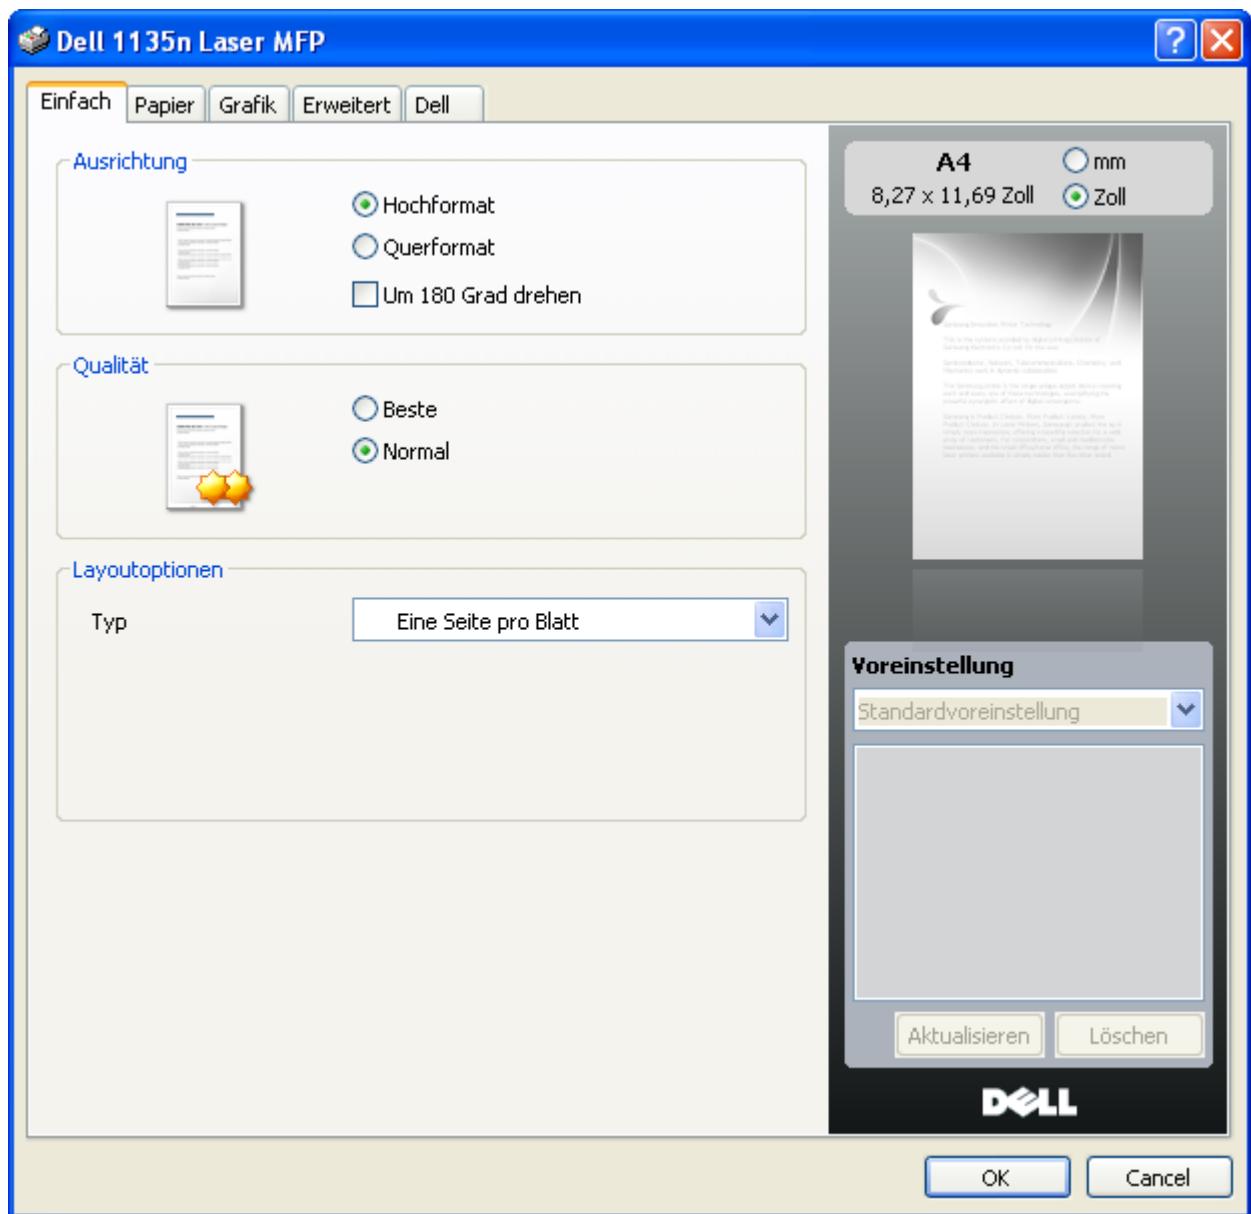 Dell 1135n Laser MFP
Einfach
Papier
Grafik
Erweitert
Dell
Ausrichtung
Hochformat
Querformat
Um 180 Grad drehen
Qualität
Beste
Normal
Layoutoptionen
Typ
Eine Seite pro Blatt
A4
8,27 x 11,69 Zoll
mm
Zoll
Voreinstellung
Standardvoreinstellung
Aktualisieren
Löschen
DELL
OK
Cancel